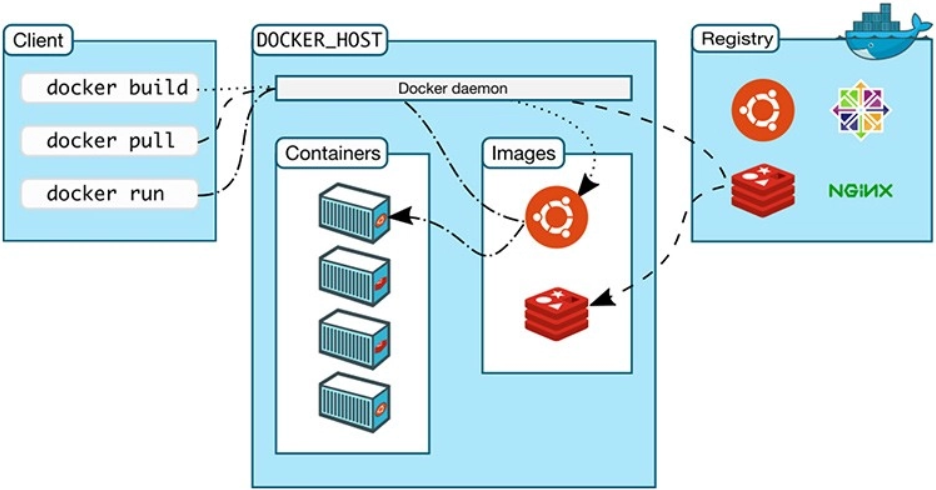 Client
docker build
docker pull
docker run
DOCKER_HOST
Docker daemon
Containers
Images
Registry
NGiNX